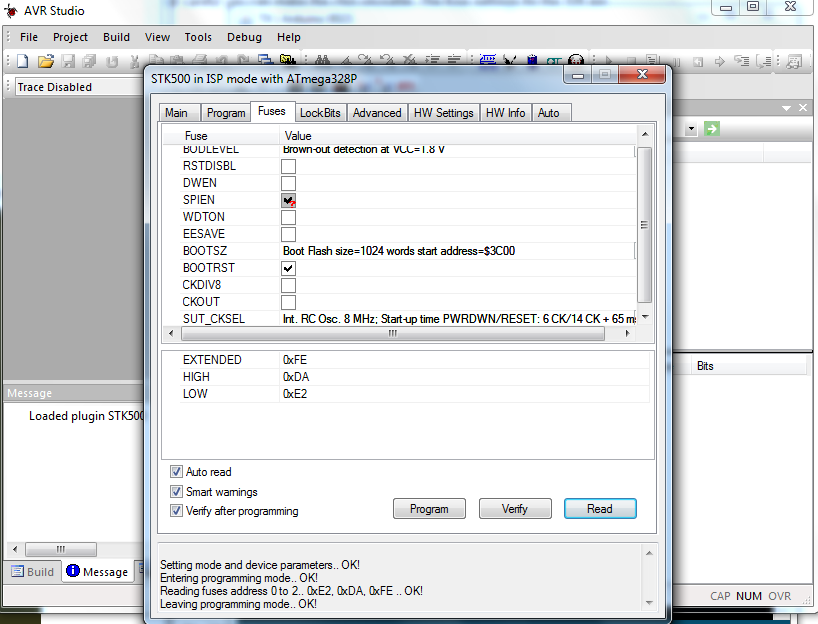 AVR Studio
File Project Build View Tools Debug Help
Trace Disabled
STK500 in ISP mode with ATmega328P
Main Program Fuses LockBits Advanced HW Settings HW Info Auto
Fuse Value
BODLEVEL Brown-out detection at VCC=1.8 V
RSTDISBL
DWEN
SPIEN
WDTON
EESAVE
BOOTSZ Boot Flash size=1024 words start address=$3C00
BOOTRST
CKDIV8
CKOUT
SUT_CKSEL Int. RC Osc. 8 MHz; Start-up time PWRDWN/RESET: 6 CK/14 CK + 65 ms
EXTENDED 0xFE
HIGH 0xDA
LOW 0xE2
Auto read
Smart warnings
Verify after programming
Program Verify Read
Setting mode and device parameters.. OK!
Entering programming mode.. OK!
Reading fuses address 0 to 2.. 0xE2, 0xDA, 0xFE .. OK!
Leaving programming mode.. OK!
Message
Loaded plugin STK500
Build Message
Bits
CAP NUM OVR